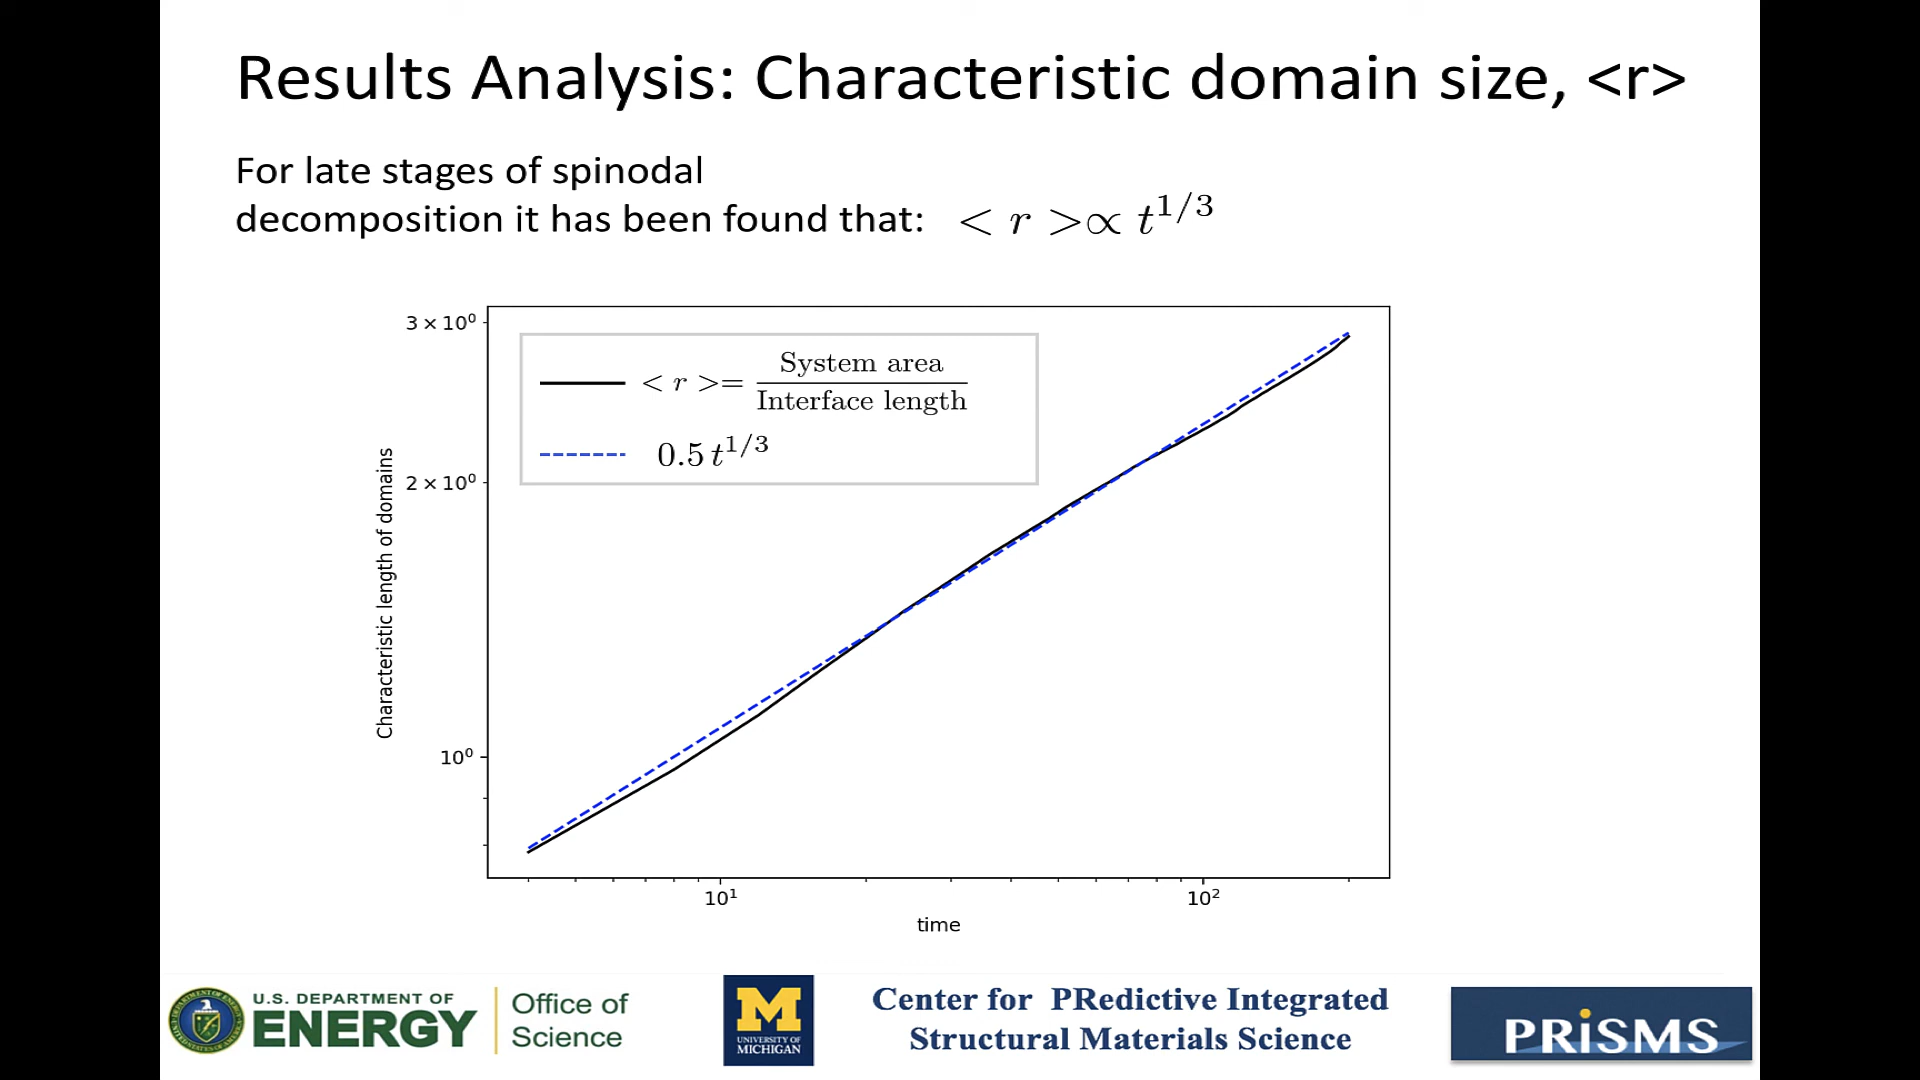 Results Analysis: Characteristic domain size, <r>
For late stages of spinodal
decomposition it has been found that: < r >∝ t^{1/3}
3 × 10⁰
2 × 10⁰
10⁰
Characteristic length of domains
< r >= System area / Interface length
0.5 t^{1/3}
10¹
10²
time
U.S. DEPARTMENT OF
ENERGY
Office of
Science
M
UNIVERSITY OF
MICHIGAN
Center for PRedictive Integrated
Structural Materials Science
PRiSMS